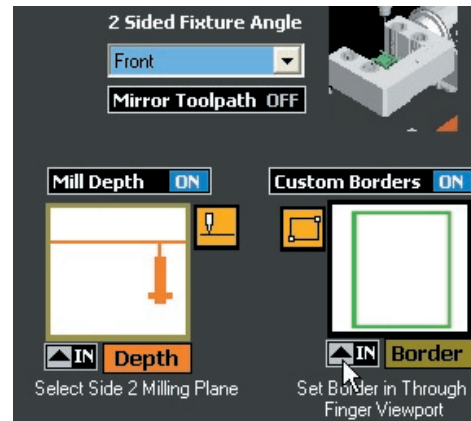 2 Sided Fixture Angle
Front
Mirror Toolpath OFF
Mill Depth ON
Custom Borders ON
IN Depth
IN Border
Select Side 2 Milling Plane
Set Border in Through
Finger Viewport